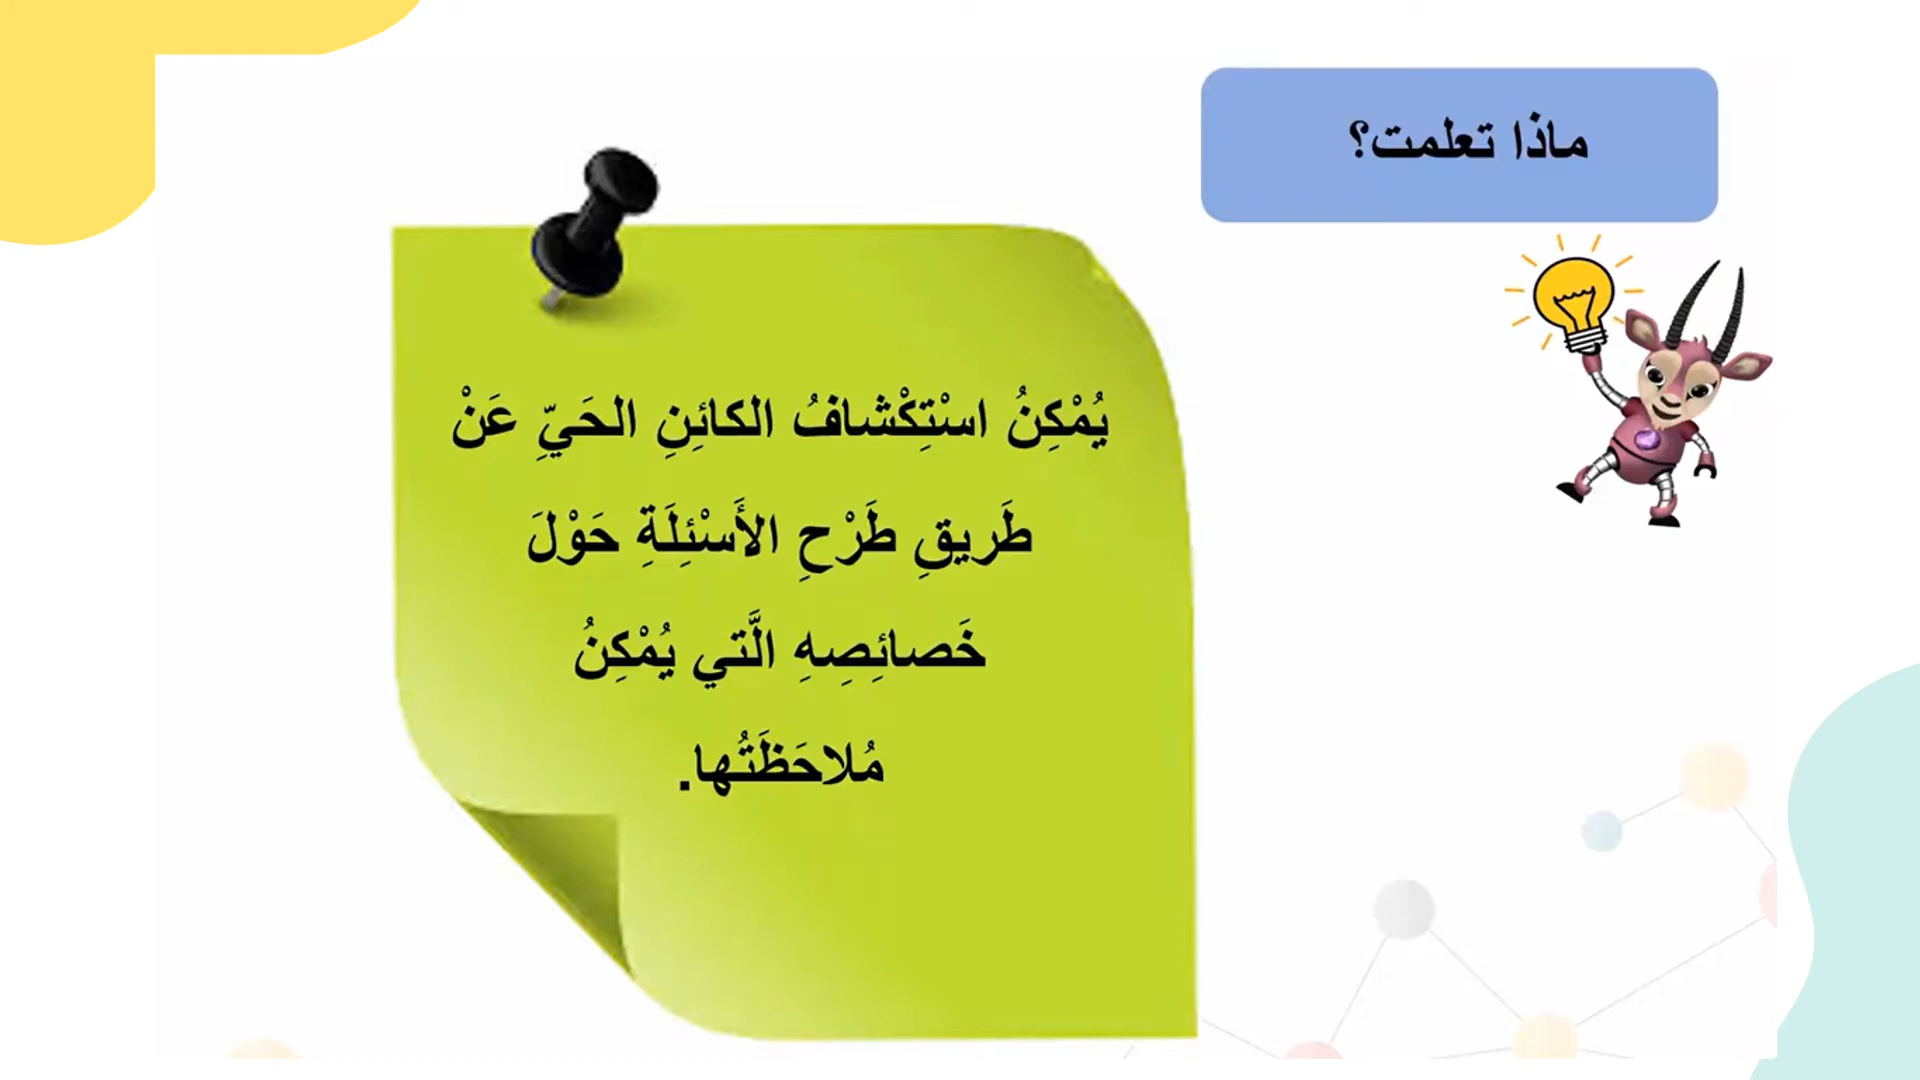 ماذا تعلمت؟
يُمْكِنُ اسْتِكْشافُ الكائِنِ الحَيِّ عَنْ
طَريقِ طَرْحِ الأَسْئِلَةِ حَوْلَ
خَصائِصِهِ الَّتي يُمْكِنُ
مُلاحَظَتُها.